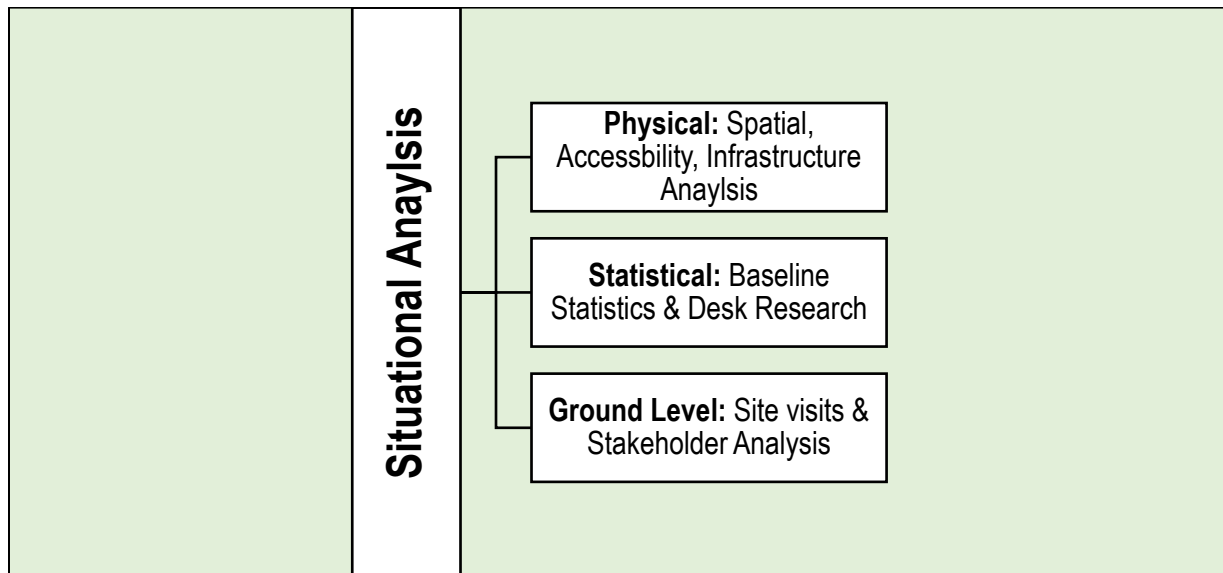 Situational Anaylsis
Physical: Spatial,
Accessbility, Infrastructure
Anaylsis
Statistical: Baseline
Statistics & Desk Research
Ground Level: Site visits &
Stakeholder Analysis